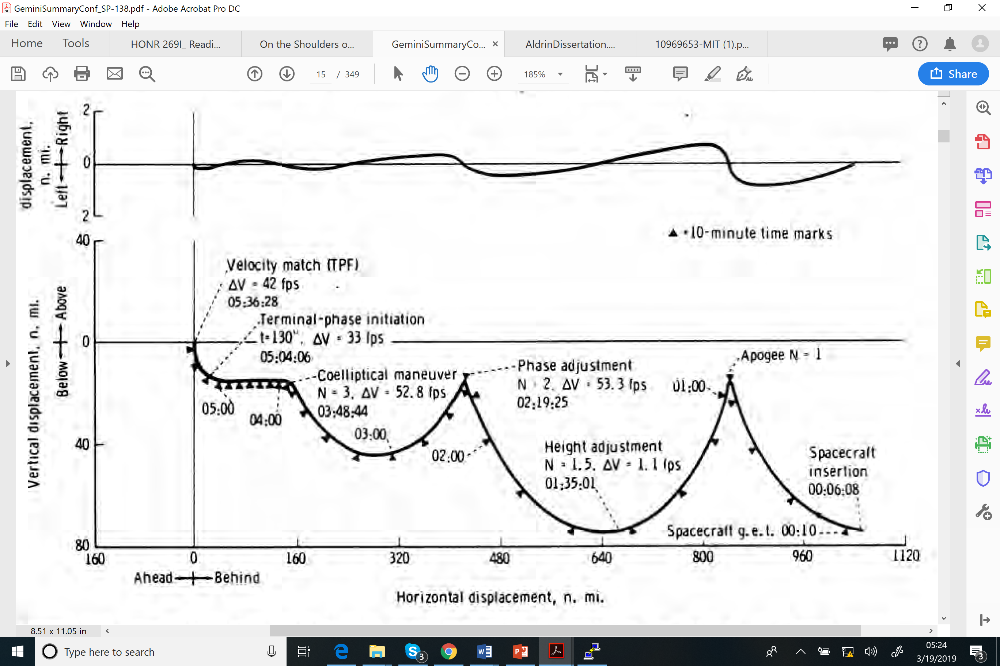 GeminiSummaryConf_SP-138.pdf - Adobe Acrobat Pro DC
File Edit View Window Help
Home Tools HONR 269I_ Readi... On the Shoulders o... GeminiSummaryCo... AldrinDissertation.... 10969653-MIT (1).p...
15 / 349 185% Share
displacement,
n. mi.
Left Right
2
0
2
▲ = 10-minute time marks
40
0
40
80
Vertical displacement, n. mi.
Below Above
Velocity match (TPF)
ΔV = 42 fps
05:36:28
Terminal-phase initiation
t=130°, ΔV = 33 fps
05:04:06
Coelliptical maneuver
N = 3, ΔV = 52.8 fps
03:48:44
Phase adjustment
N = 2, ΔV = 53.3 fps
02:19:25
Apogee N = 1
01:00
05:00
04:00
03:00
02:00
Height adjustment
N = 1.5, ΔV = 1.1 fps
01:35:01
Spacecraft
insertion
00:06:08
Spacecraft g.e.t. 00:10
160 0 160 320 480 640 800 960 1120
Ahead Behind
Horizontal displacement, n. mi.
8.51 x 11.05 in
Type here to search
3
05:24
3/19/2019
3